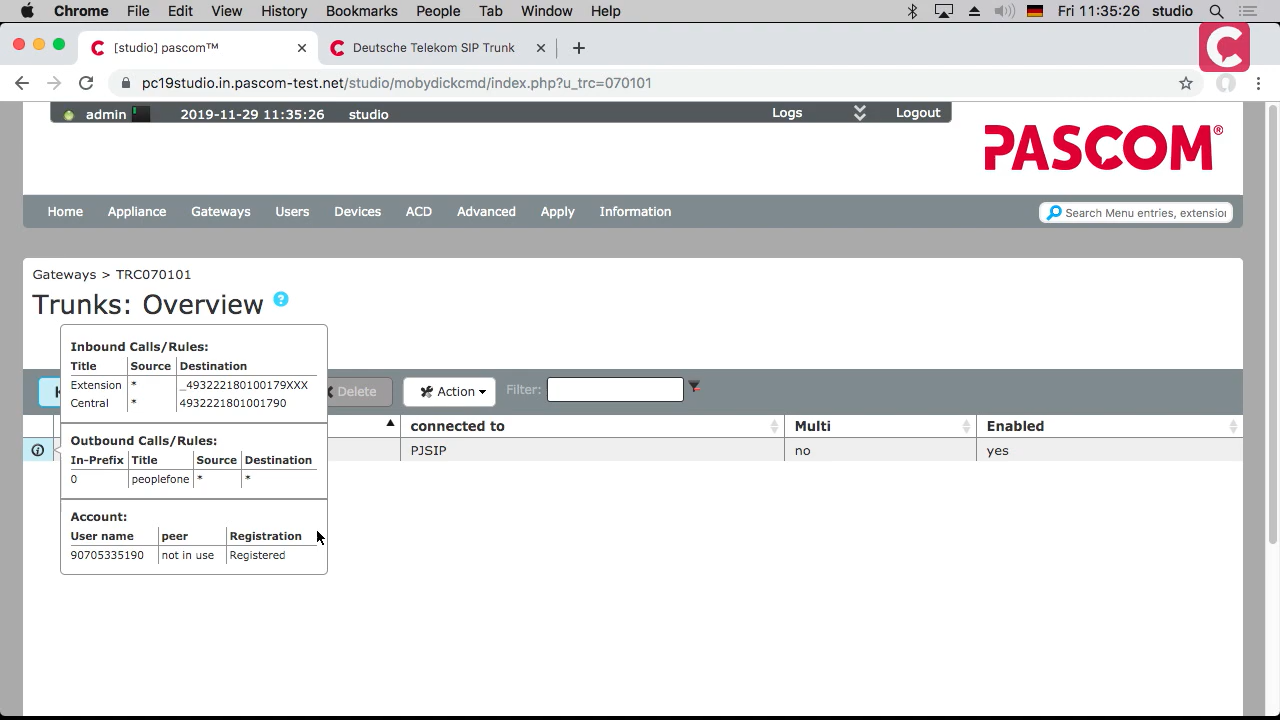 Chrome File Edit View History Bookmarks People Tab Window Help Fri 11:35:26 studio
[studio] pascom™ Deutsche Telekom SIP Trunk
pc19studio.in.pascom-test.net/studio/mobydickcmd/index.php?u_trc=070101
admin 2019-11-29 11:35:26 studio Logs Logout
PASCOM®
Home Appliance Gateways Users Devices ACD Advanced Apply Information Search Menu entries, extension
Gateways > TRC070101
Trunks: Overview ?
Inbound Calls/Rules:
Title Source Destination
Extension * _493222180100179XXX
Central * 4932221801001790
Outbound Calls/Rules:
In-Prefix Title Source Destination
0 peoplefone * *
Account:
User name peer Registration
90705335190 not in use Registered
Delete Action Filter:
connected to Multi Enabled
PJSIP no yes